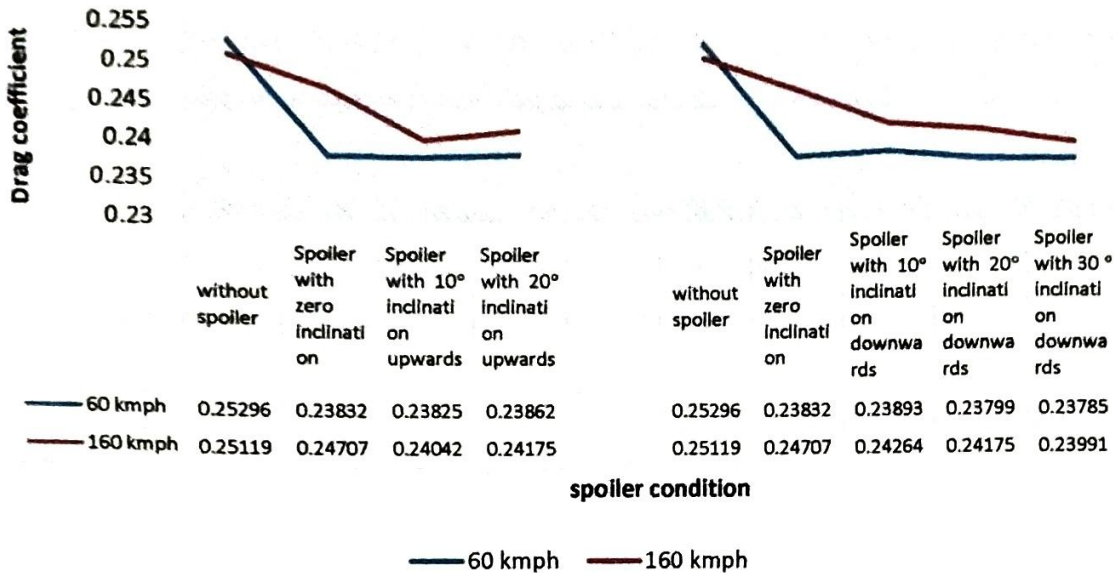 Drag coefficient
0.255
0.25
0.245
0.24
0.235
0.23
without
spoiler
Spoiler
with
zero
inclinati
on
Spoiler
with 10°
inclinati
on
upwards
Spoiler
with 20°
inclinati
on
upwards
without
spoiler
Spoiler
with
zero
inclinati
on
Spoiler
with 10°
inclinati
on
downwa
rds
Spoiler
with 20°
inclinati
on
downwa
rds
Spoiler
with 30 °
inclinati
on
downwa
rds
60 kmph 0.25296 0.23832 0.23825 0.23862 0.25296 0.23832 0.23893 0.23799 0.23785
160 kmph 0.25119 0.24707 0.24042 0.24175 0.25119 0.24707 0.24264 0.24175 0.23991
spoiler condition
60 kmph 160 kmph